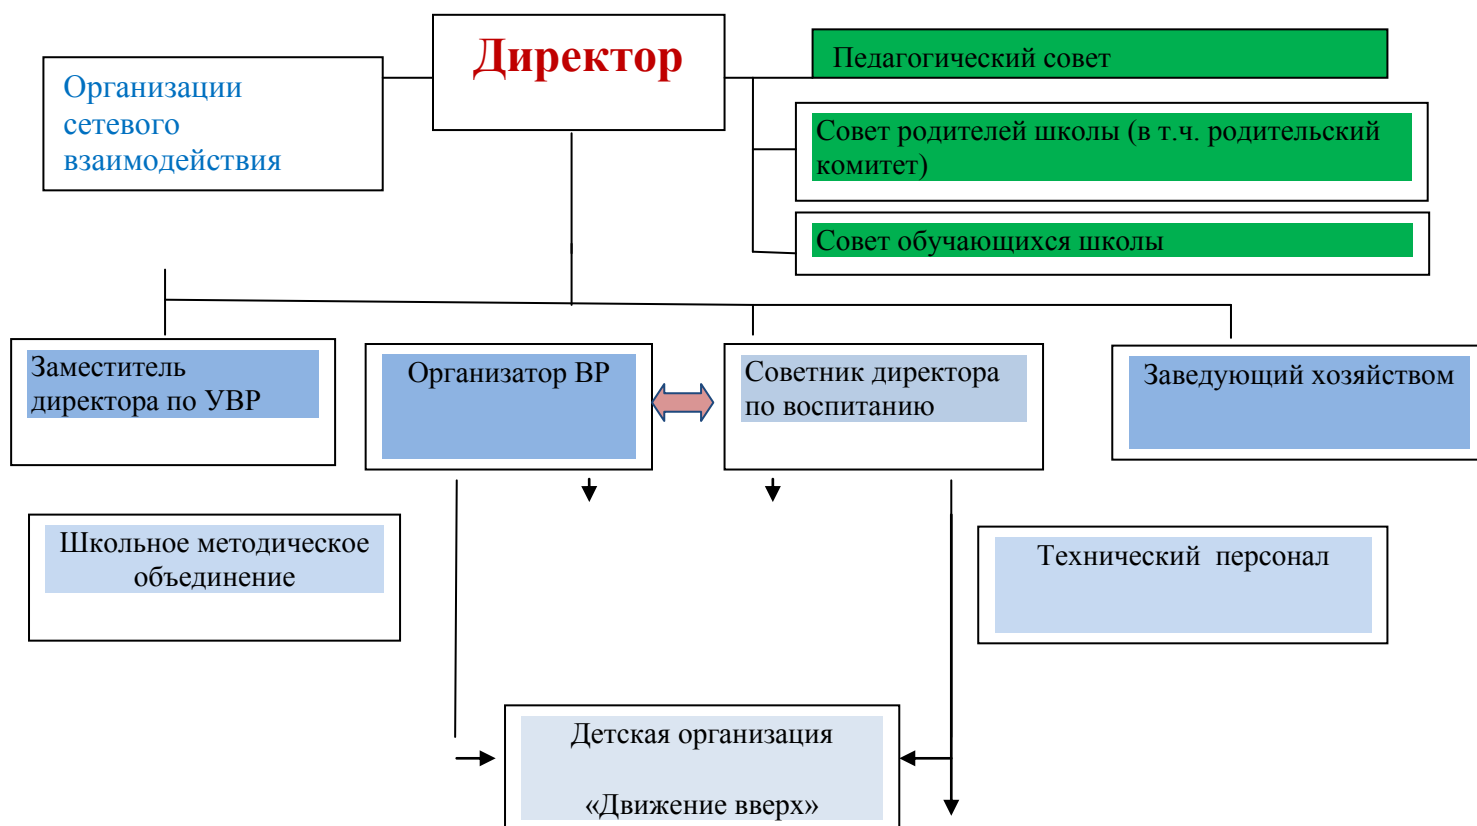 Директор
Организации
сетевого
взаимодействия
Педагогический совет
Совет родителей школы (в т.ч. родительский
комитет)
Совет обучающихся школы
Заместитель
директора по УВР
Организатор ВР
Советник директора
по воспитанию
Заведующий хозяйством
Школьное методическое
объединение
Технический персонал
Детская организация
«Движение вверх»